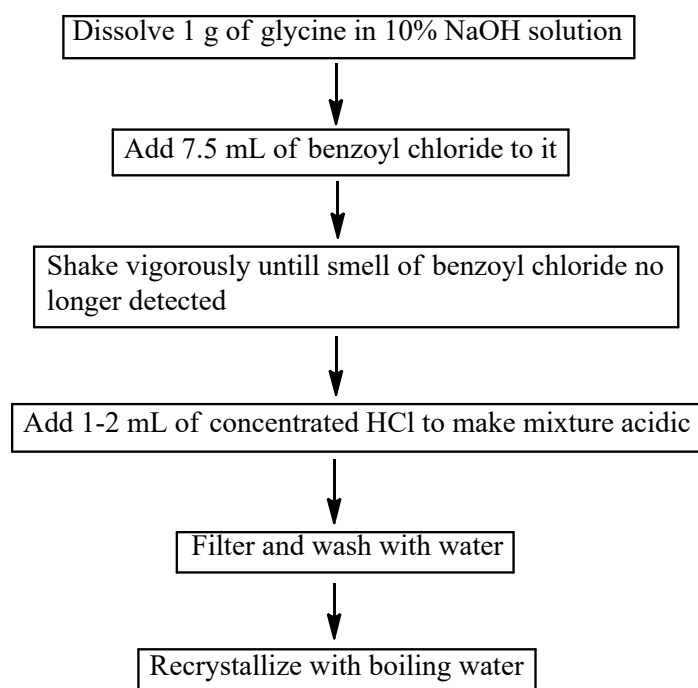 Dissolve 1 g of glycine in 10% NaOH solution
Add 7.5 mL of benzoyl chloride to it
Shake vigorously untill smell of benzoyl chloride no
longer detected
Add 1-2 mL of concentrated HCl to make mixture acidic
Filter and wash with water
Recrystallize with boiling water